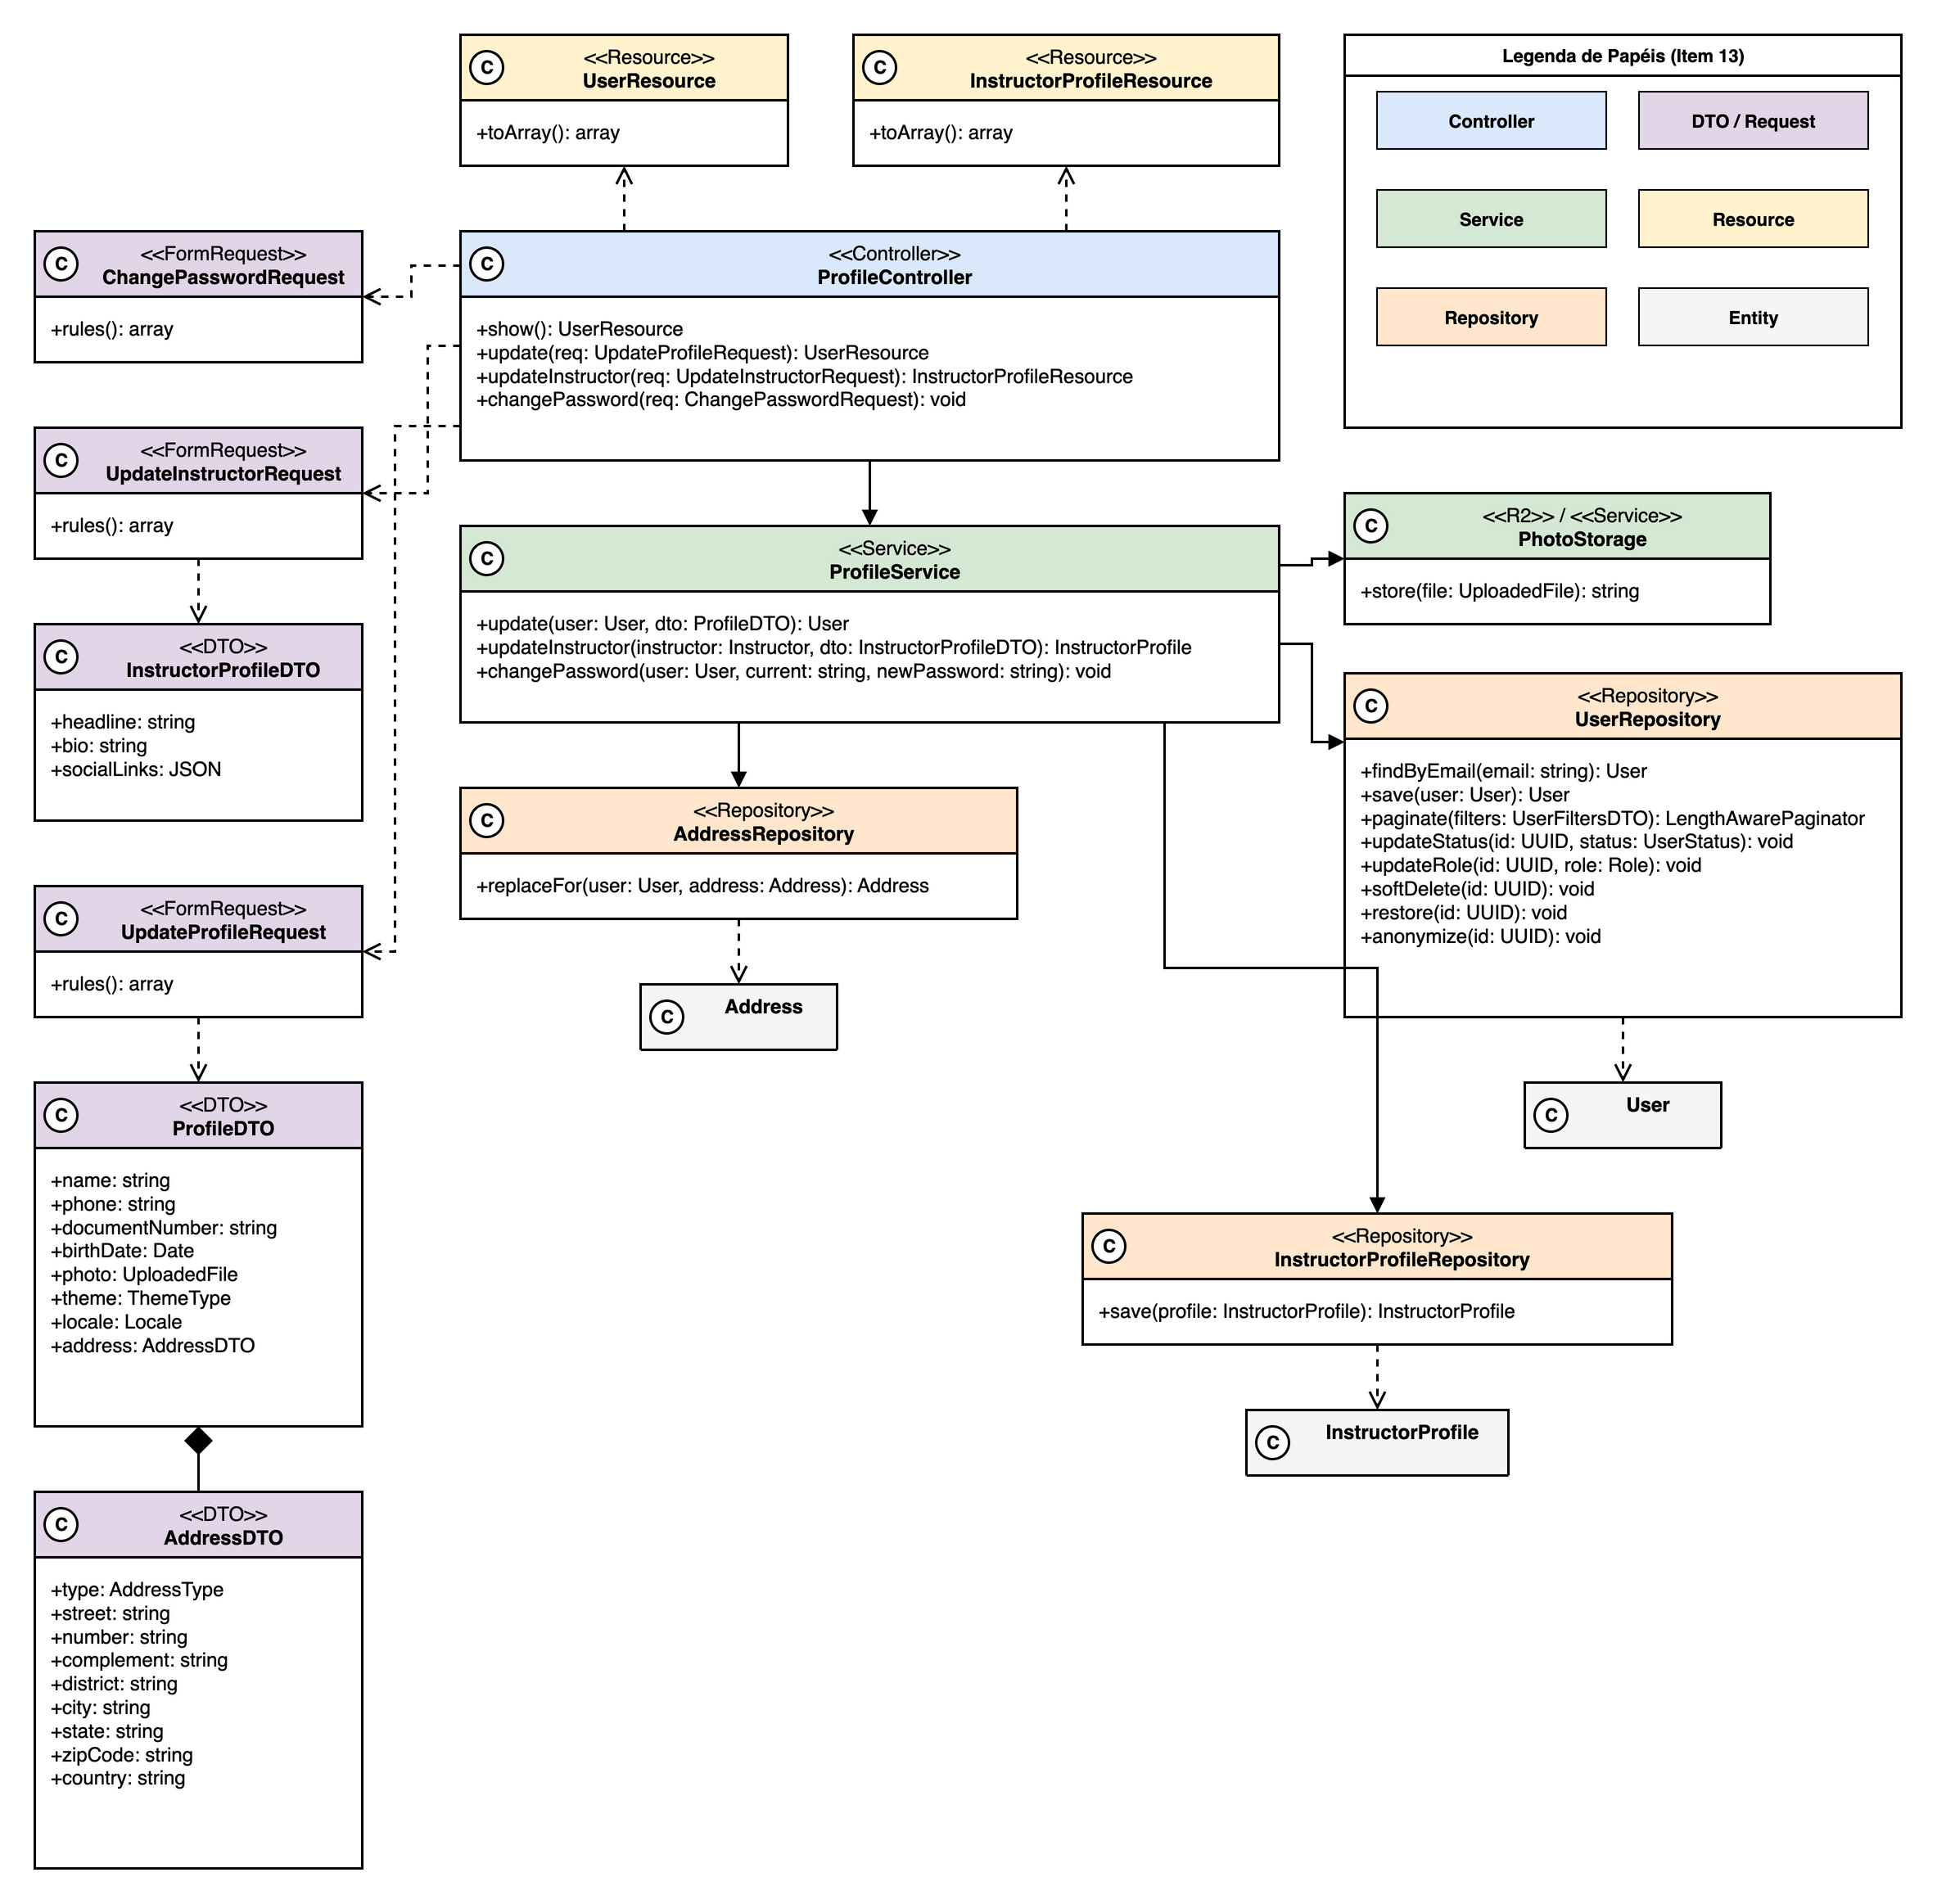 <<Resource>>
C
UserResource
+toArray(): array
<<Resource>>
C
InstructorProfileResource
+toArray(): array
Legenda de Papéis (Item 13)
Controller
DTO / Request
Service
Resource
Repository
Entity
<<FormRequest>>
C
ChangePasswordRequest
+rules(): array
<<Controller>>
C
ProfileController
+show(): UserResource
+update(req: UpdateProfileRequest): UserResource
+updateInstructor(req: UpdateInstructorRequest): InstructorProfileResource
+changePassword(req: ChangePasswordRequest): void
<<FormRequest>>
C
UpdateInstructorRequest
+rules(): array
<<Service>>
C
ProfileService
+update(user: User, dto: ProfileDTO): User
+updateInstructor(instructor: Instructor, dto: InstructorProfileDTO): InstructorProfile
+changePassword(user: User, current: string, newPassword: string): void
<<R2>> / <<Service>>
C
PhotoStorage
+store(file: UploadedFile): string
<<DTO>>
C
InstructorProfileDTO
+headline: string
+bio: string
+socialLinks: JSON
<<Repository>>
C
UserRepository
+findByEmail(email: string): User
+save(user: User): User
+paginate(filters: UserFiltersDTO): LengthAwarePaginator
+updateStatus(id: UUID, status: UserStatus): void
+updateRole(id: UUID, role: Role): void
+softDelete(id: UUID): void
+restore(id: UUID): void
+anonymize(id: UUID): void
<<Repository>>
C
AddressRepository
+replaceFor(user: User, address: Address): Address
<<FormRequest>>
C
UpdateProfileRequest
+rules(): array
C
Address
<<DTO>>
C
ProfileDTO
+name: string
+phone: string
+documentNumber: string
+birthDate: Date
+photo: UploadedFile
+theme: ThemeType
+locale: Locale
+address: AddressDTO
C
User
<<Repository>>
C
InstructorProfileRepository
+save(profile: InstructorProfile): InstructorProfile
C
InstructorProfile
<<DTO>>
C
AddressDTO
+type: AddressType
+street: string
+number: string
+complement: string
+district: string
+city: string
+state: string
+zipCode: string
+country: string